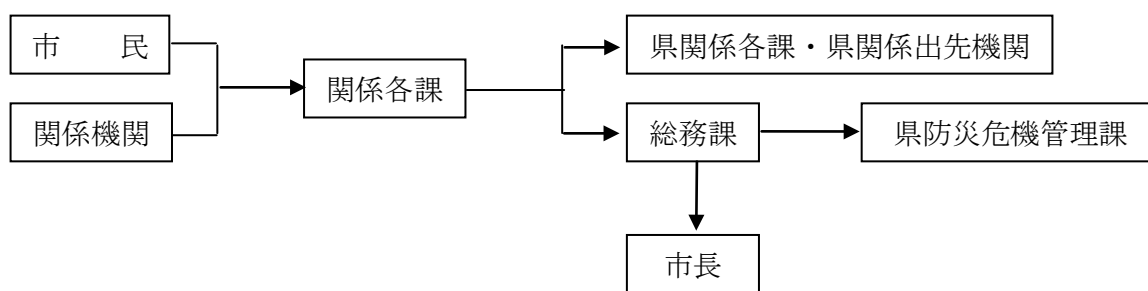 市　　民
関係機関
関係各課
県関係各課・県関係出先機関
総務課
県防災危機管理課
市長